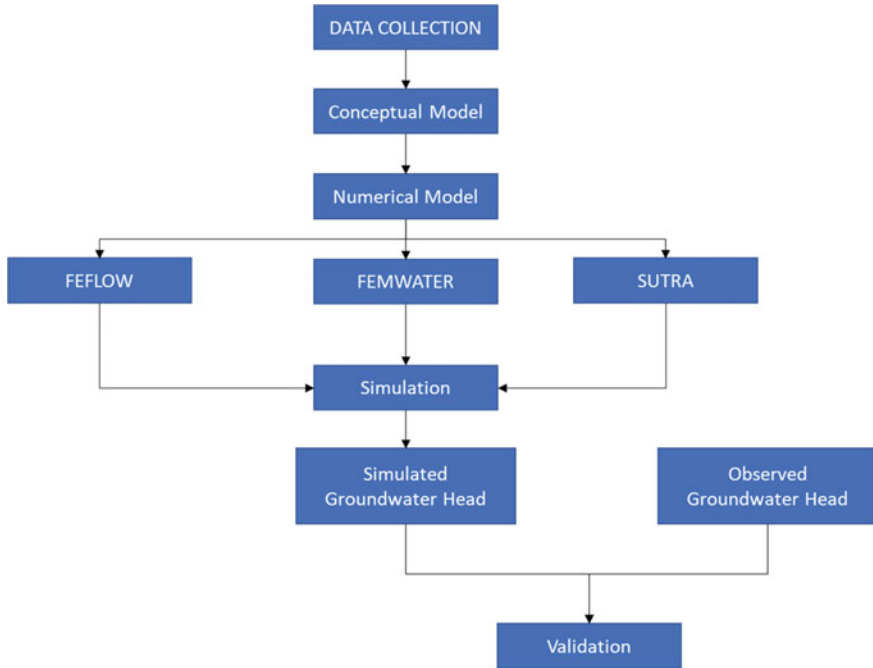 DATA COLLECTION
Conceptual Model
Numerical Model
FEFLOW
FEMWATER
SUTRA
Simulation
Simulated
Groundwater Head
Observed
Groundwater Head
Validation